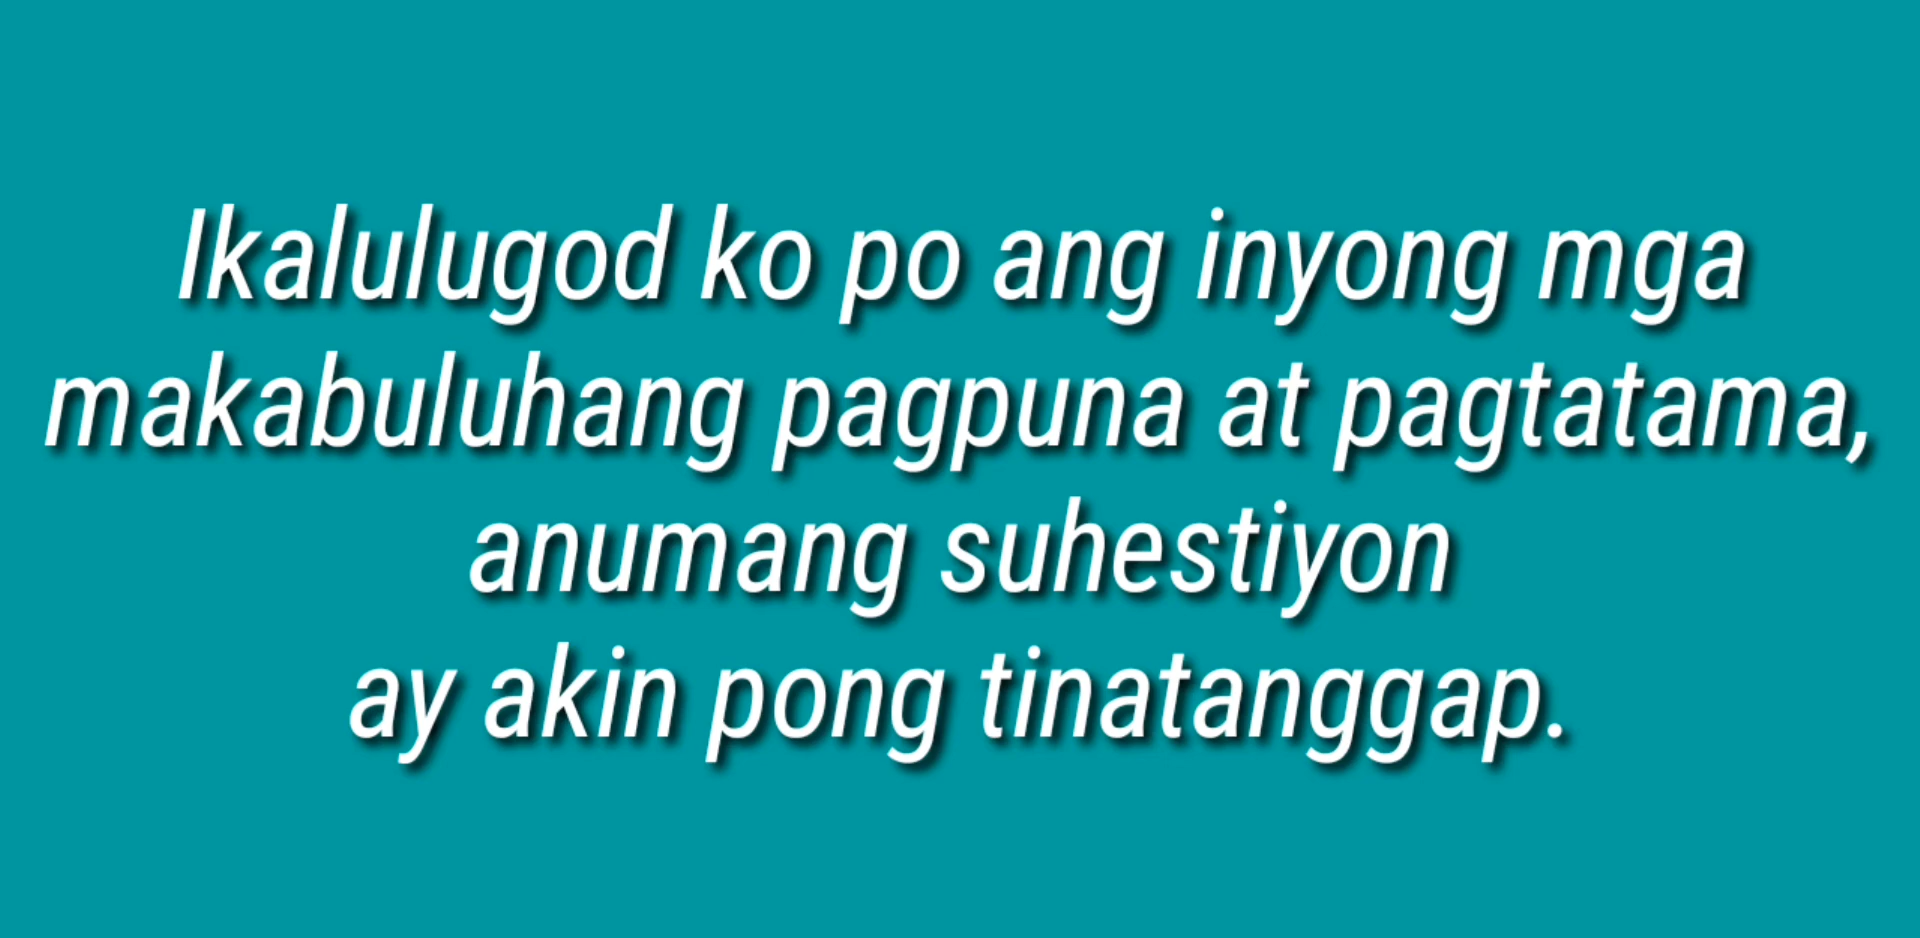 Ikalulugod ko po ang inyong mga
makabuluhang pagpuna at pagtatama,
anumang suhestiyon
ay akin pong tinatanggap.